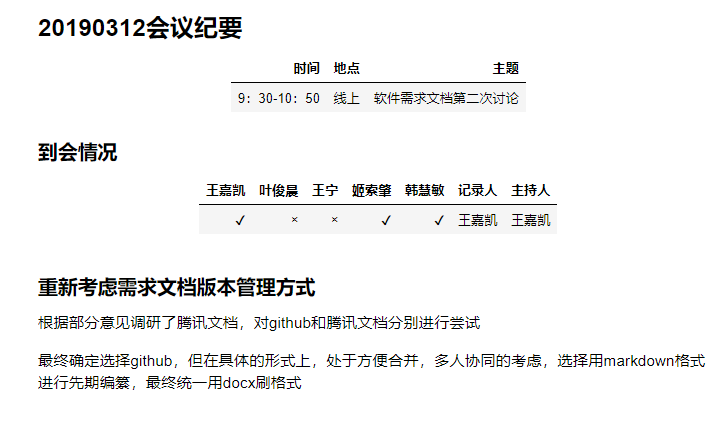 20190312会议纪要
时间 地点 主题
9：30-10：50 线上 软件需求文档第二次讨论
到会情况
王嘉凯 叶俊晨 王宁 姬索肇 韩慧敏 记录人 主持人
✓ × × ✓ ✓ 王嘉凯 王嘉凯
重新考虑需求文档版本管理方式
根据部分意见调研了腾讯文档，对github和腾讯文档分别进行尝试
最终确定选择github，但在具体的形式上，处于方便合并，多人协同的考虑，选择用markdown格式
进行先期编纂，最终统一用docx刷格式